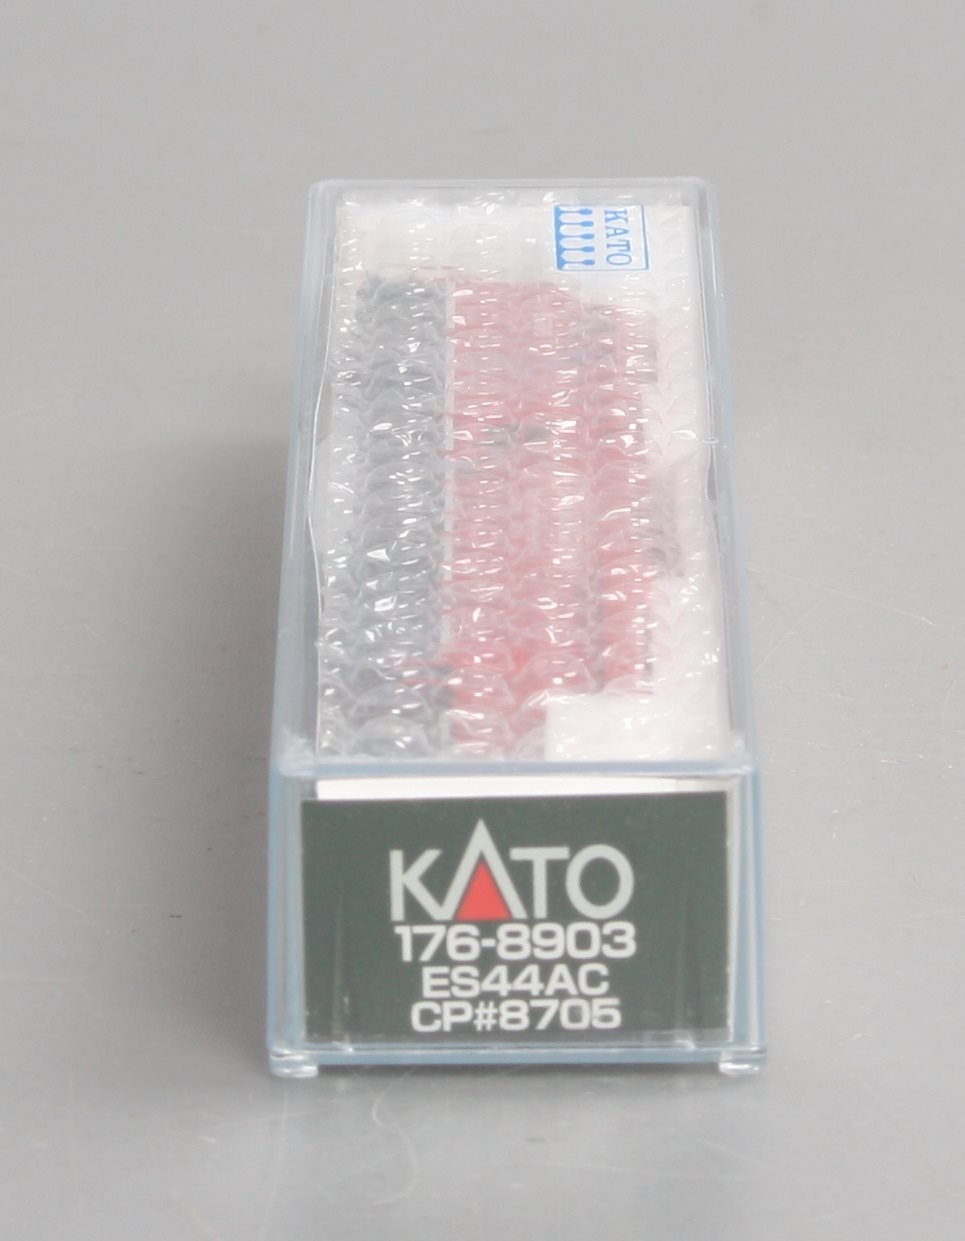 KATO
KATO
176-8903
ES44AC
CP#8705